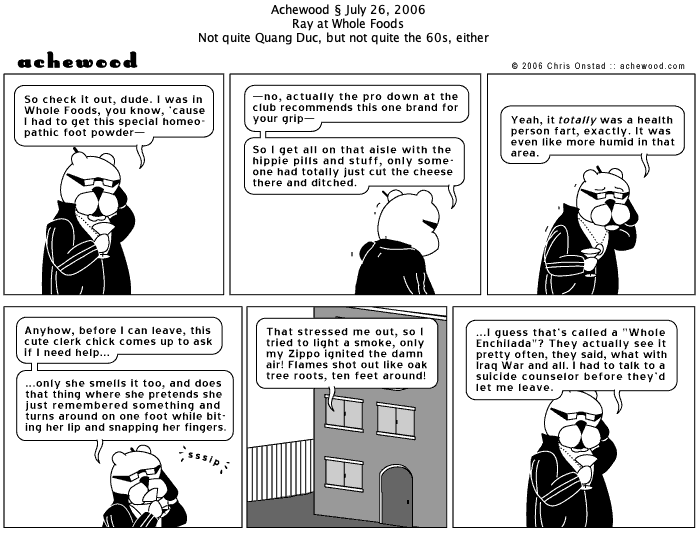 Achewood § July 26, 2006
Ray at Whole Foods
Not quite Quang Duc, but not quite the 60s, either
achewood
© 2006 Chris Onstad :: achewood.com
So check it out, dude. I was in
Whole Foods, you know, 'cause
I had to get this special homeo-
pathic foot powder—
—no, actually the pro down at the
club recommends this one brand for
your grip—
So I get all on that aisle with the
hippie pills and stuff, only some-
one had totally just cut the cheese
there and ditched.
Yeah, it totally was a health
person fart, exactly. It was
even like more humid in that
area.
Anyhow, before I can leave, this
cute clerk chick comes up to ask
if I need help...
...only she smells it too, and does
that thing where she pretends she
just remembered something and
turns around on one foot while bit-
ing her lip and snapping her fingers.
sssip
That stressed me out, so I
tried to light a smoke, only
my Zippo ignited the damn
air! Flames shot out like oak
tree roots, ten feet around!
...I guess that's called a "Whole
Enchilada"? They actually see it
pretty often, they said, what with
Iraq War and all. I had to talk to a
suicide counselor before they'd
let me leave.